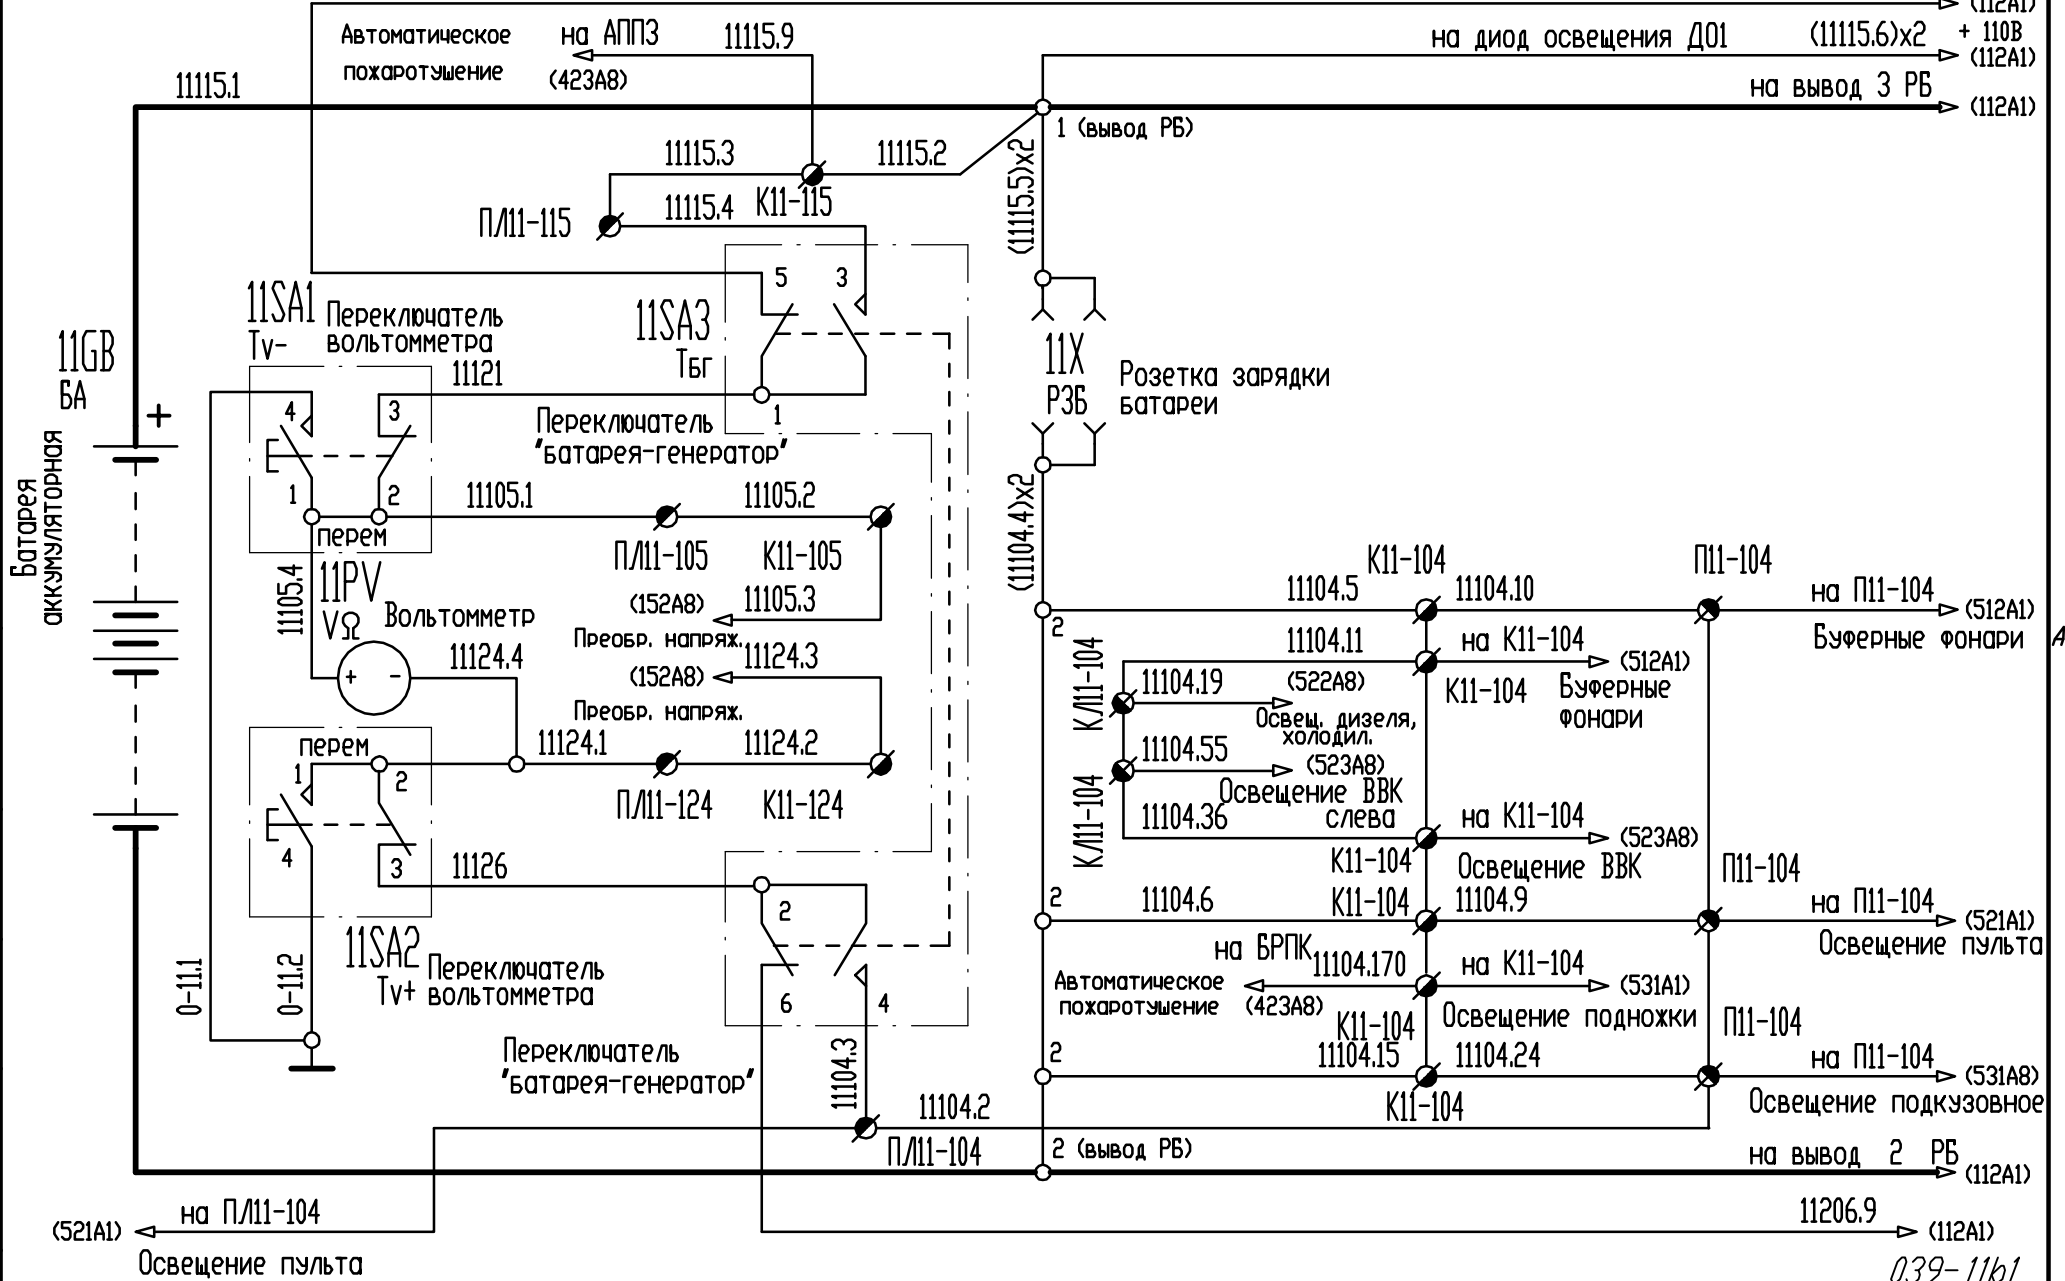 (112А1)
Автоматическое
пожаротушение
на АППЗ
(423А8)
11115.9
на диод освещения Д01
(11115.6)х2
+ 110В
(112А1)
11115.1
на вывод 3 РБ
(112А1)
1 (вывод РБ)
11115.3
11115.2
(11115.5)х2
К11-115
ПЛ11-115
11115.4
5
3
11SA1
Tv-
Переключатель
вольтомметра
11SA3
Тбг
11GB
БА
+
Батарея
аккумуляторная
11121
4
3
1
Переключатель
"батарея-генератор"
11Х
РЗБ
Розетка зарядки
батареи
(11104.4)х2
1
2
перем
11105.1
11105.2
ПЛ11-105
К11-105
11105.4
11PV
VΩ
Вольтомметр
(152А8)
11105.3
Преобр. напряж.
+
-
11124.4
(152А8)
11124.3
Преобр. напряж.
перем
1
2
11124.1
11124.2
ПЛ11-124
К11-124
4
3
11126
11SA2
Tv+
Переключатель
вольтомметра
0-11.1
0-11.2
2
6
4
Переключатель
"батарея-генератор"
11104.3
11104.2
ПЛ11-104
2 (вывод РБ)
К11-104
П11-104
11104.5
11104.10
на П11-104
(512А1)
Буферные фонари
А
2
КЛ11-104
11104.11
на К11-104
(512А1)
К11-104
Буферные
фонари
11104.19
(522А8)
Освещ. дизеля,
холодил.
11104.55
(523А8)
Освещение ВВК
слева
КЛ11-104
11104.36
на К11-104
(523А8)
К11-104
Освещение ВВК
П11-104
2
11104.6
К11-104
11104.9
на П11-104
(521А1)
Освещение пульта
на БРПК
11104.170
на К11-104
(531А1)
Автоматическое
пожаротушение
(423А8)
К11-104
Освещение подножки
П11-104
2
11104.15
11104.24
на П11-104
(531А8)
К11-104
Освещение подкузовное
на вывод 2 РБ
(112А1)
(521А1)
на ПЛ11-104
Освещение пульта
11206.9
(112А1)
039-11b1